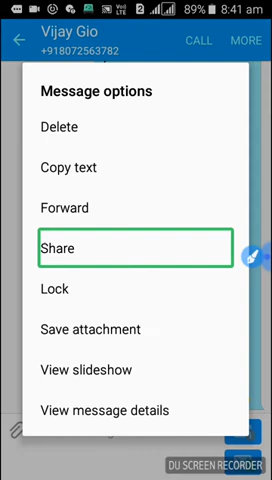 2 89% 8:41 am
Vijay Gio
+918072563782
CALL MORE
Message options
Delete
Copy text
Forward
Share
Lock
Save attachment
View slideshow
View message details
DU SCREEN RECORDER